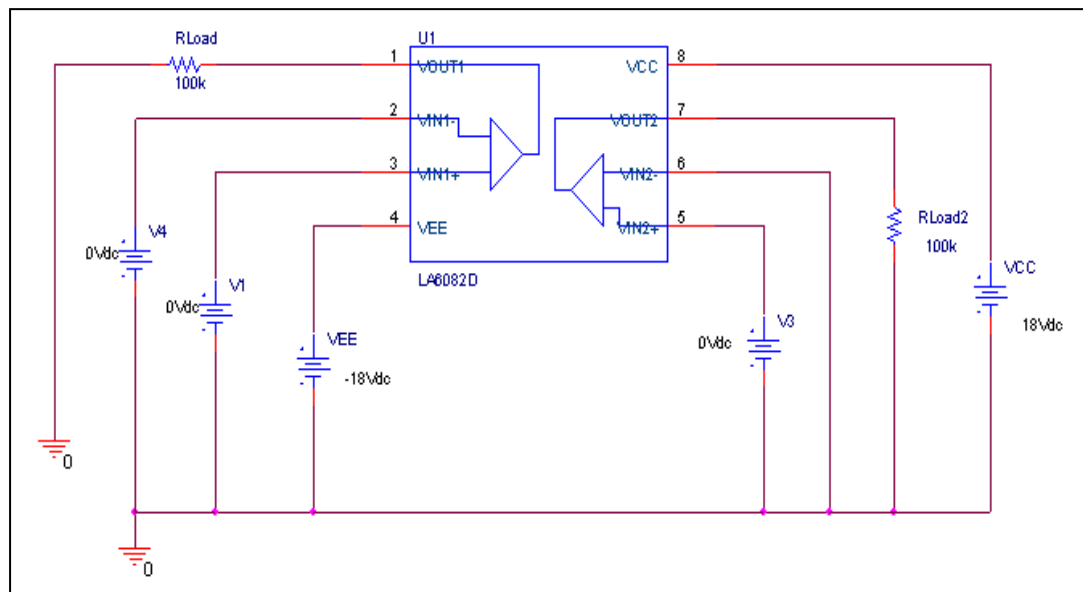 RLoad
100k
U1
1
VOUT1
2
VIN1-
3
VIN1+
4
VEE
VCC
8
VOUT2
7
VIN2-
6
VIN2+
5
LA6082D
V4
0Vdc
V1
0Vdc
VEE
-18Vdc
V3
0Vdc
RLoad2
100k
VCC
18Vdc
0
0